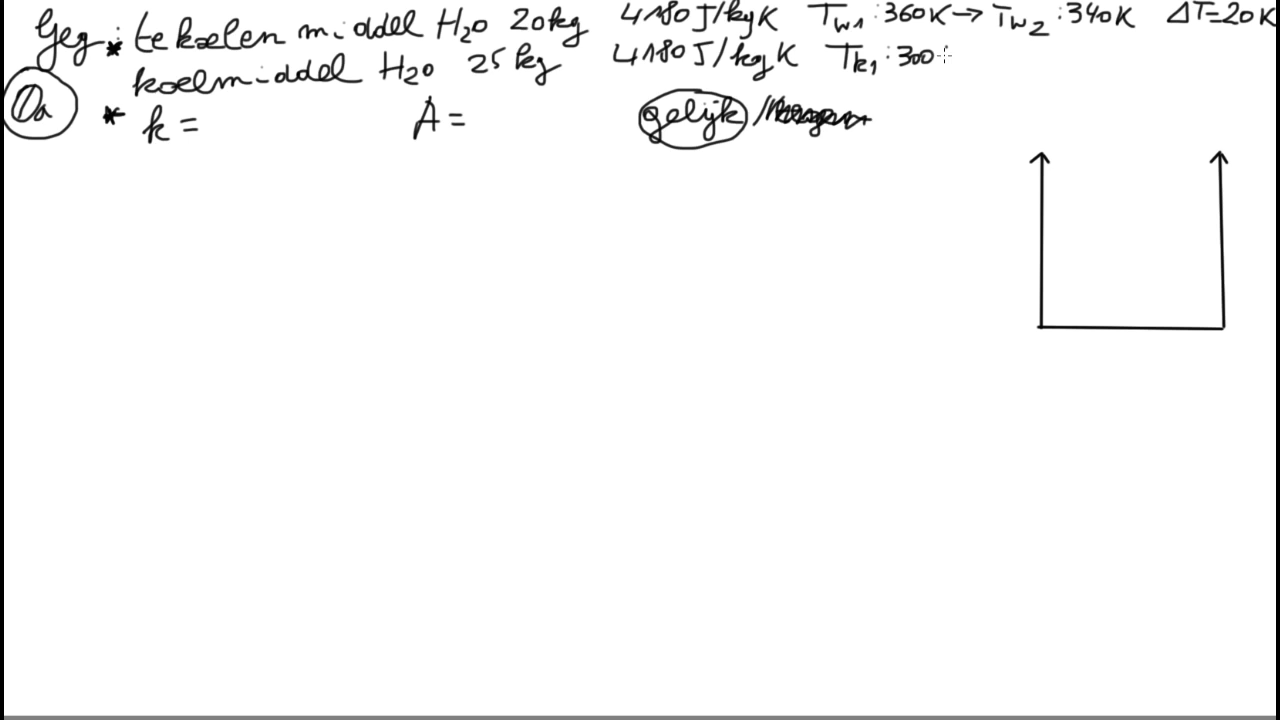 Geg: * te koelen middel H2O 20kg 4180 J/kgK Tw1 : 360K → Tw2 : 340K ΔT=20K
koelmiddel H2O 25kg 4180 J/kgK Tk1 : 300
Oa * k = A = gelijk /